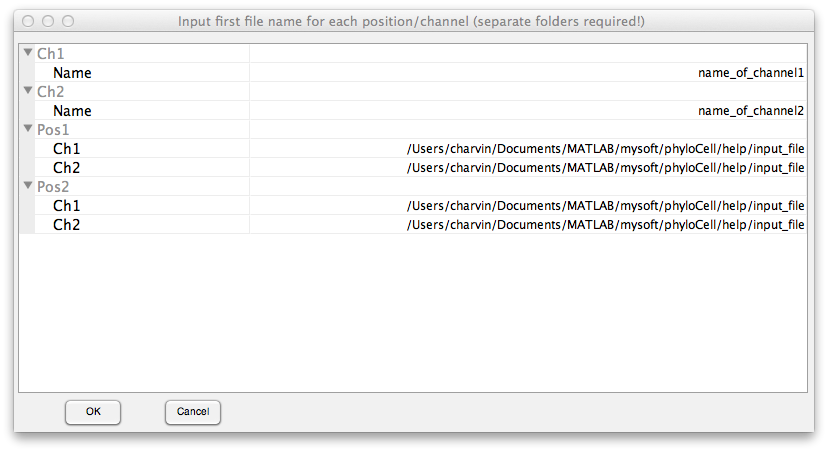 Input first file name for each position/channel (separate folders required!)
Ch1
Name name_of_channel1
Ch2
Name name_of_channel2
Pos1
Ch1 /Users/charvin/Documents/MATLAB/mysoft/phyloCell/help/input_file
Ch2 /Users/charvin/Documents/MATLAB/mysoft/phyloCell/help/input_file
Pos2
Ch1 /Users/charvin/Documents/MATLAB/mysoft/phyloCell/help/input_file
Ch2 /Users/charvin/Documents/MATLAB/mysoft/phyloCell/help/input_file
OK Cancel